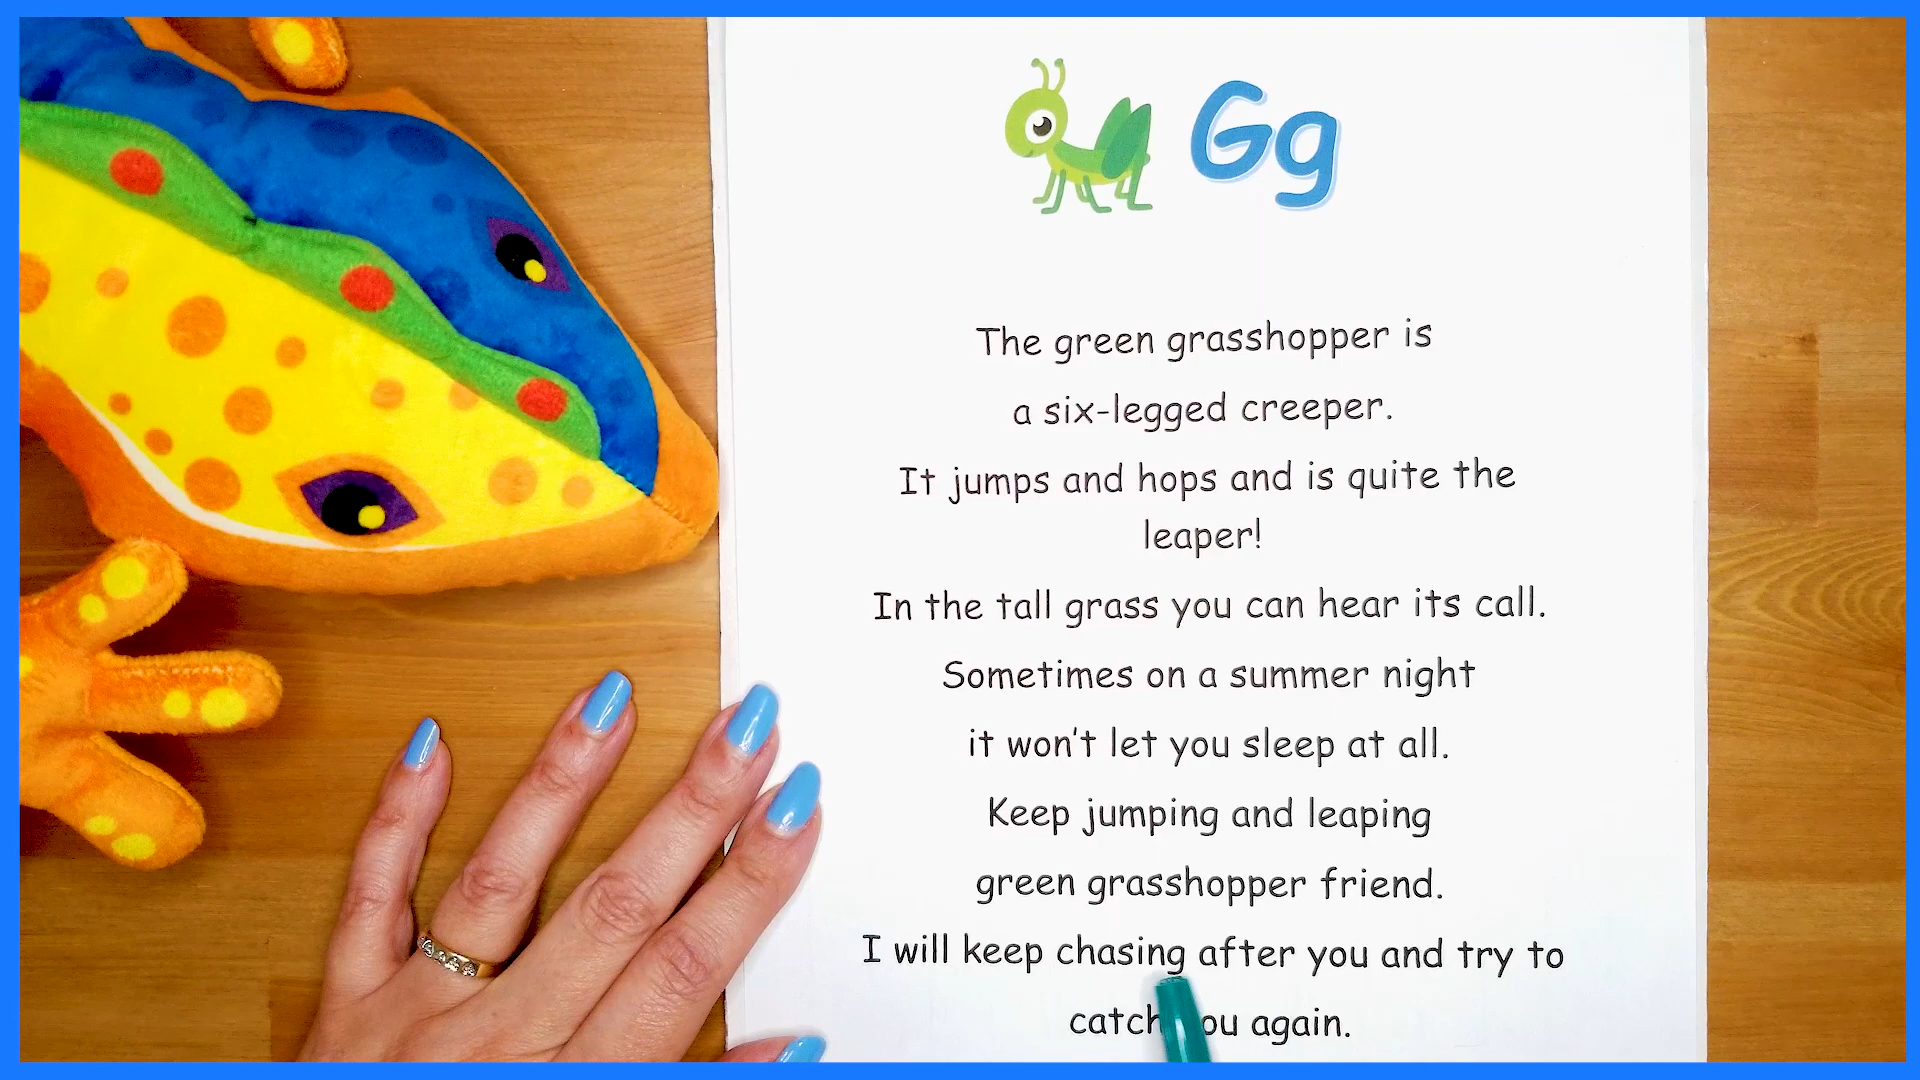 Gg
The green grasshopper is
a six-legged creeper.
It jumps and hops and is quite the
leaper!
In the tall grass you can hear its call.
Sometimes on a summer night
it won't let you sleep at all.
Keep jumping and leaping
green grasshopper friend.
I will keep chasing after you and try to
catch you again.